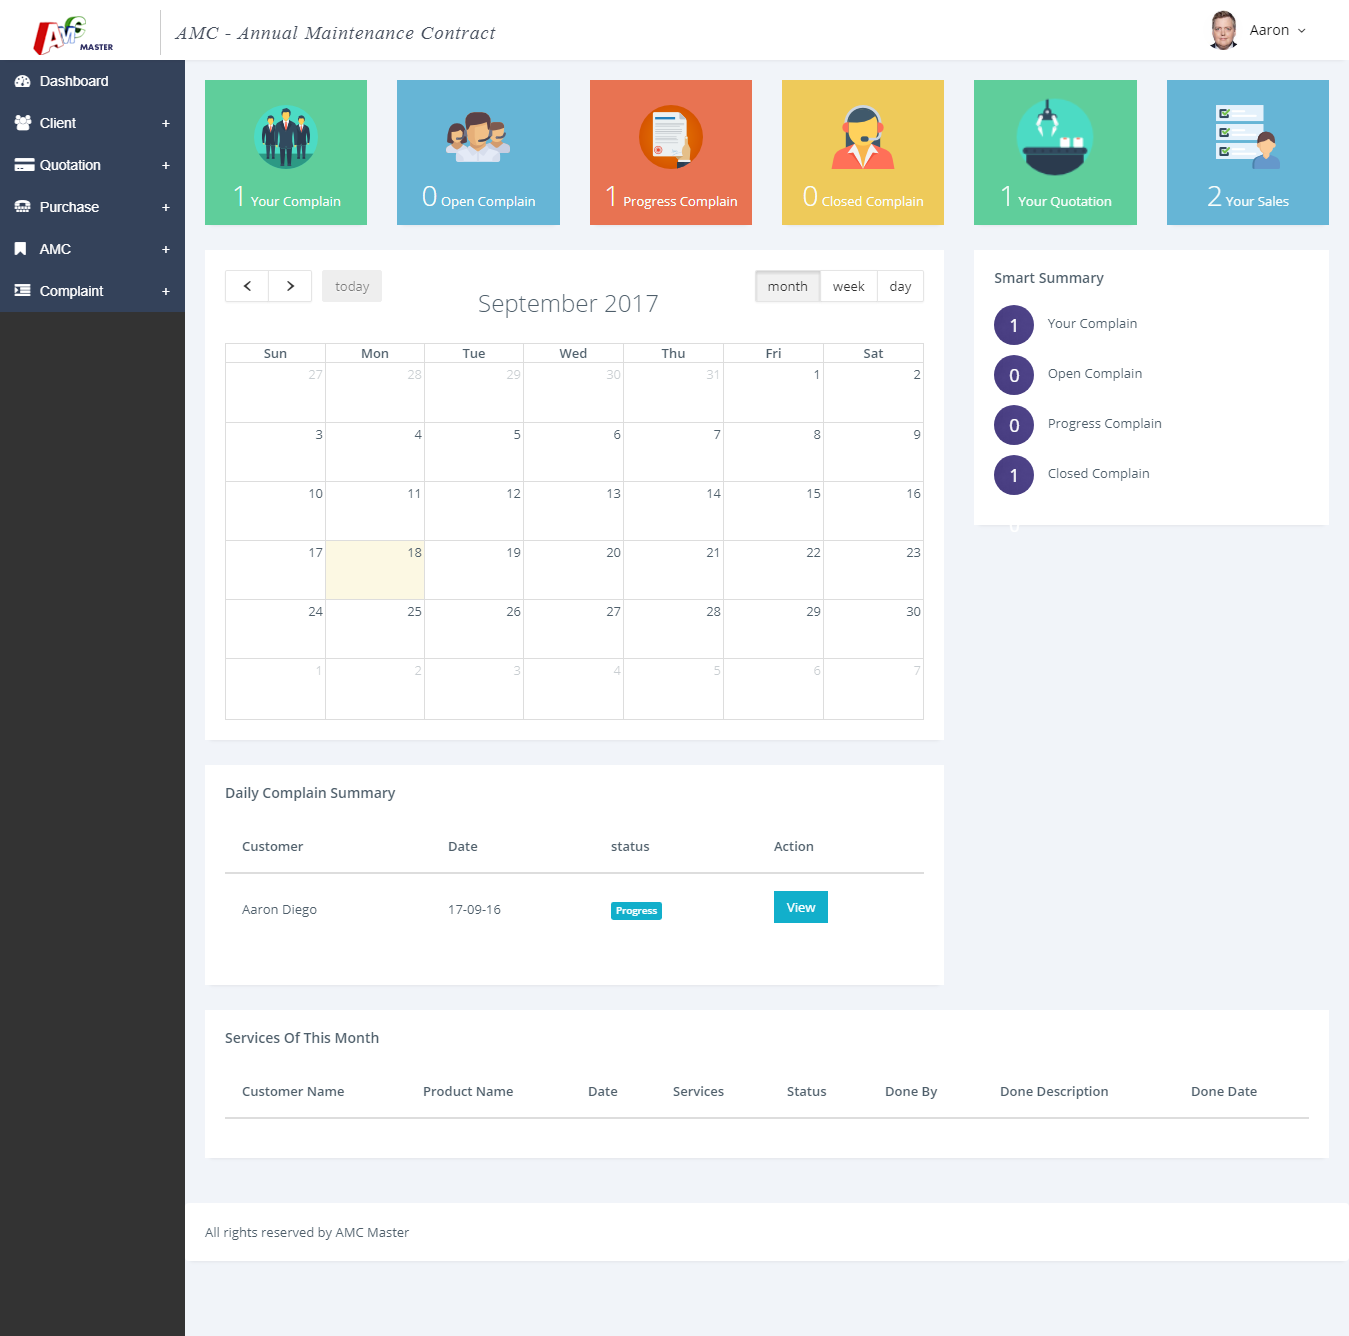 AMC MASTER
AMC - Annual Maintenance Contract
Aaron
Dashboard
Client +
Quotation +
Purchase +
AMC +
Complaint +
1 Your Complain
0 Open Complain
1 Progress Complain
0 Closed Complain
1 Your Quotation
2 Your Sales
today
September 2017
month week day
Sun Mon Tue Wed Thu Fri Sat
27 28 29 30 31 1 2
3 4 5 6 7 8 9
10 11 12 13 14 15 16
17 18 19 20 21 22 23
24 25 26 27 28 29 30
1 2 3 4 5 6 7
Smart Summary
1 Your Complain
0 Open Complain
0 Progress Complain
1 Closed Complain
0
Daily Complain Summary
Customer Date status Action
Aaron Diego 17-09-16 Progress View
Services Of This Month
Customer Name Product Name Date Services Status Done By Done Description Done Date
All rights reserved by AMC Master